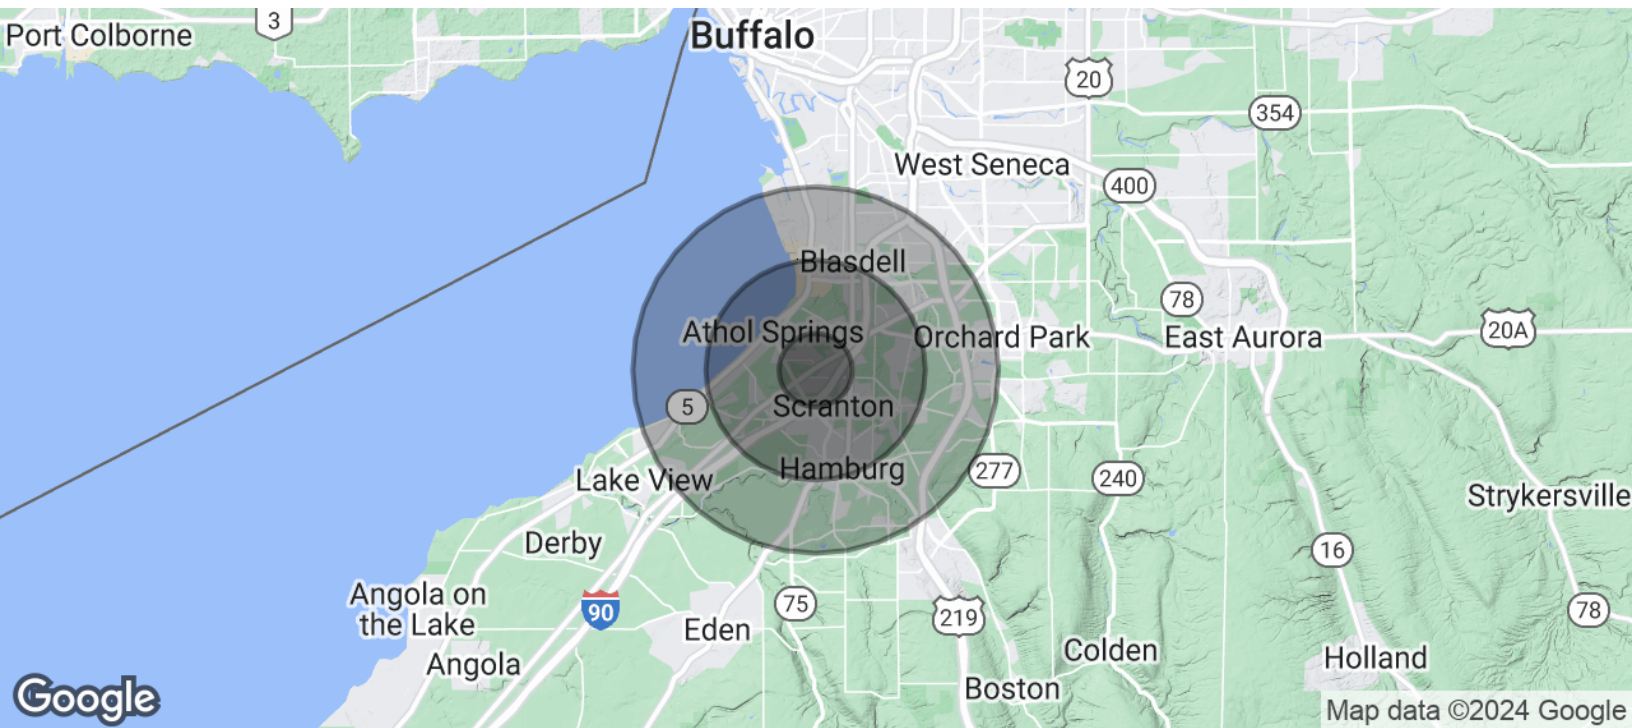 3
Port Colborne
Buffalo
20
354
West Seneca
400
Blasdell
78
Athol Springs
Orchard Park
East Aurora
20A
5
Scranton
Hamburg
277
Lake View
240
Strykersville
Derby
16
Angola on
the Lake
90
75
219
78
Eden
Colden
Angola
Holland
Boston
Google
Map data ©2024 Google